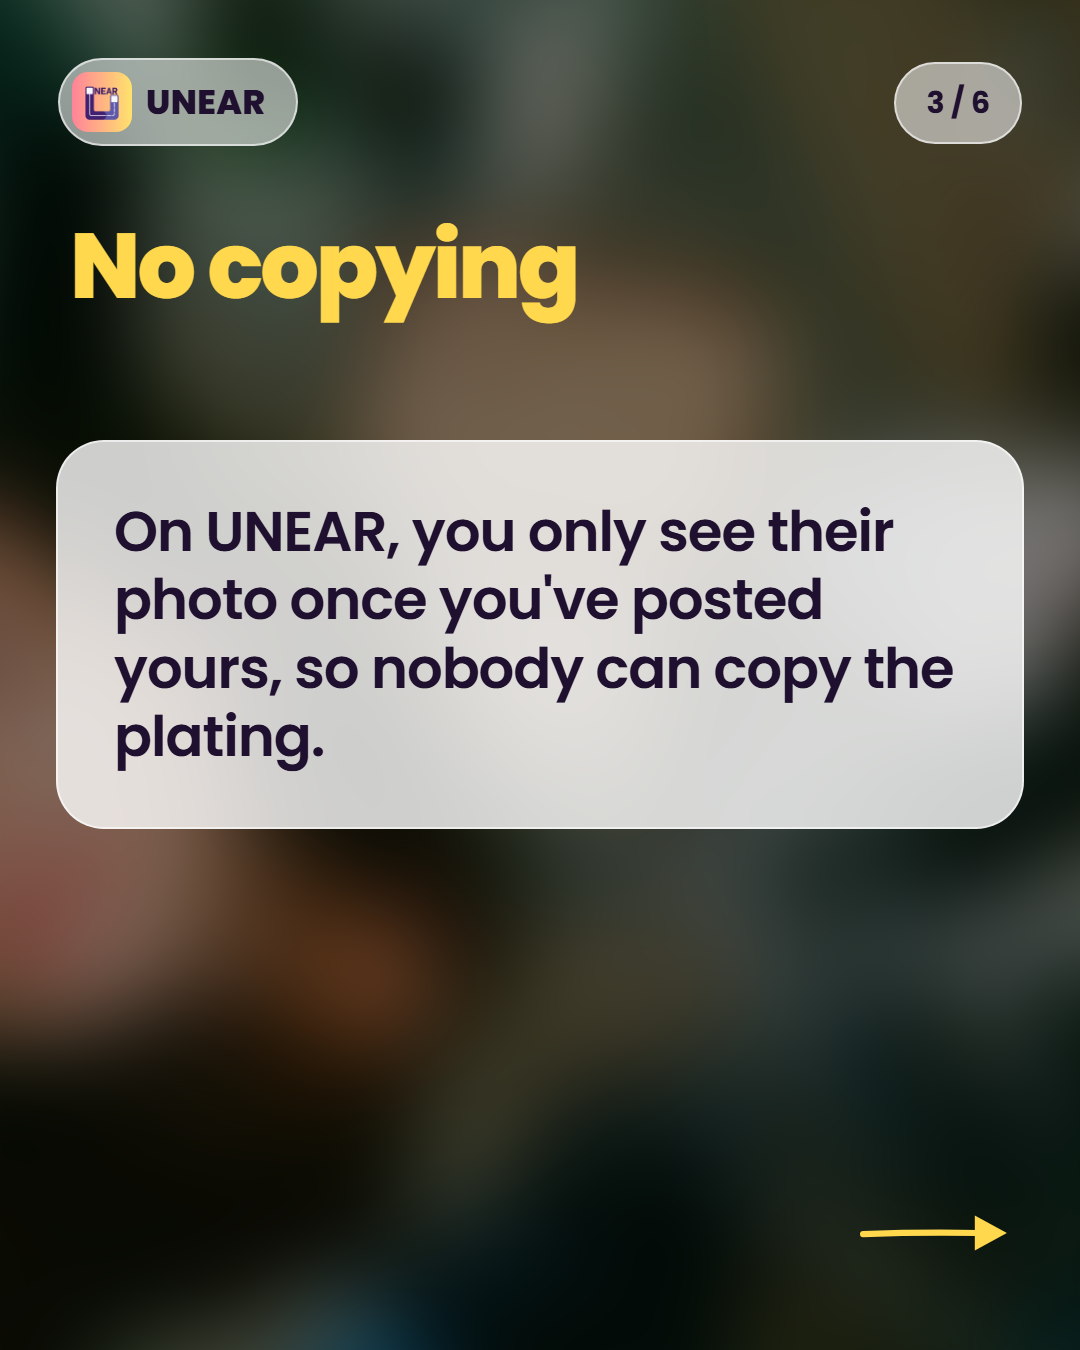 NEAR
UNEAR
3 / 6
No copying
On UNEAR, you only see their
photo once you've posted
yours, so nobody can copy the
plating.